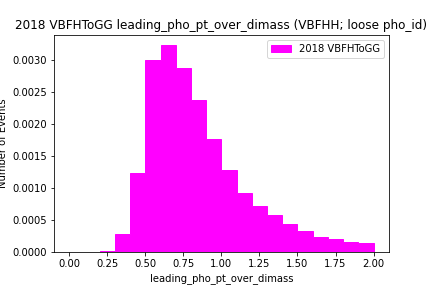 2018 VBFHToGG leading_pho_pt_over_dimass (VBFHH; loose pho_id)
2018 VBFHToGG
Number of Events
0.0030
0.0025
0.0020
0.0015
0.0010
0.0005
0.0000
0.00 0.25 0.50 0.75 1.00 1.25 1.50 1.75 2.00
leading_pho_pt_over_dimass